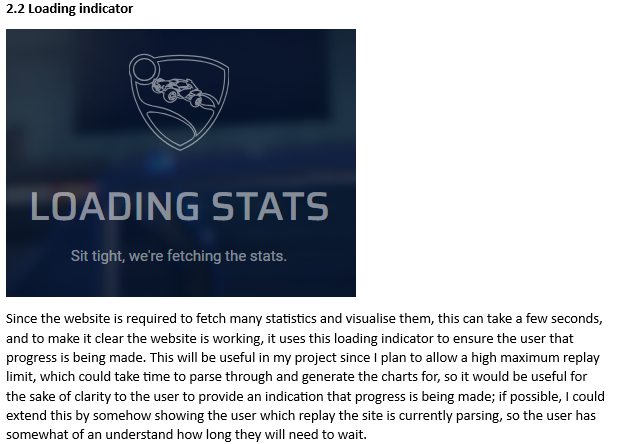 2.2 Loading indicator
LOADING STATS
Sit tight, we're fetching the stats.
Since the website is required to fetch many statistics and visualise them, this can take a few seconds,
and to make it clear the website is working, it uses this loading indicator to ensure the user that
progress is being made. This will be useful in my project since I plan to allow a high maximum replay
limit, which could take time to parse through and generate the charts for, so it would be useful for
the sake of clarity to the user to provide an indication that progress is being made; if possible, I could
extend this by somehow showing the user which replay the site is currently parsing, so the user has
somewhat of an understand how long they will need to wait.